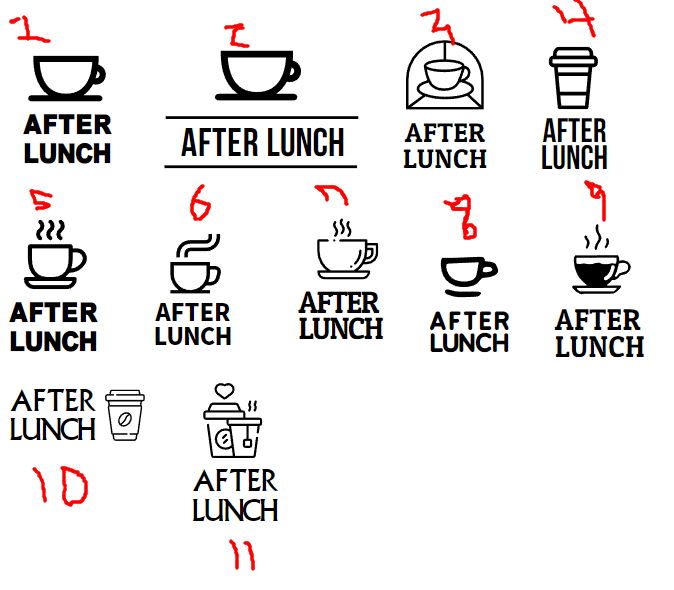 1
2
3
4
AFTER
LUNCH
AFTER LUNCH
AFTER
LUNCH
AFTER
LUNCH
5
6
7
8
9
AFTER
LUNCH
AFTER
LUNCH
AFTER
LUNCH
AFTER
LUNCH
AFTER
LUNCH
AFTER
LUNCH
10
AFTER
LUNCH
11